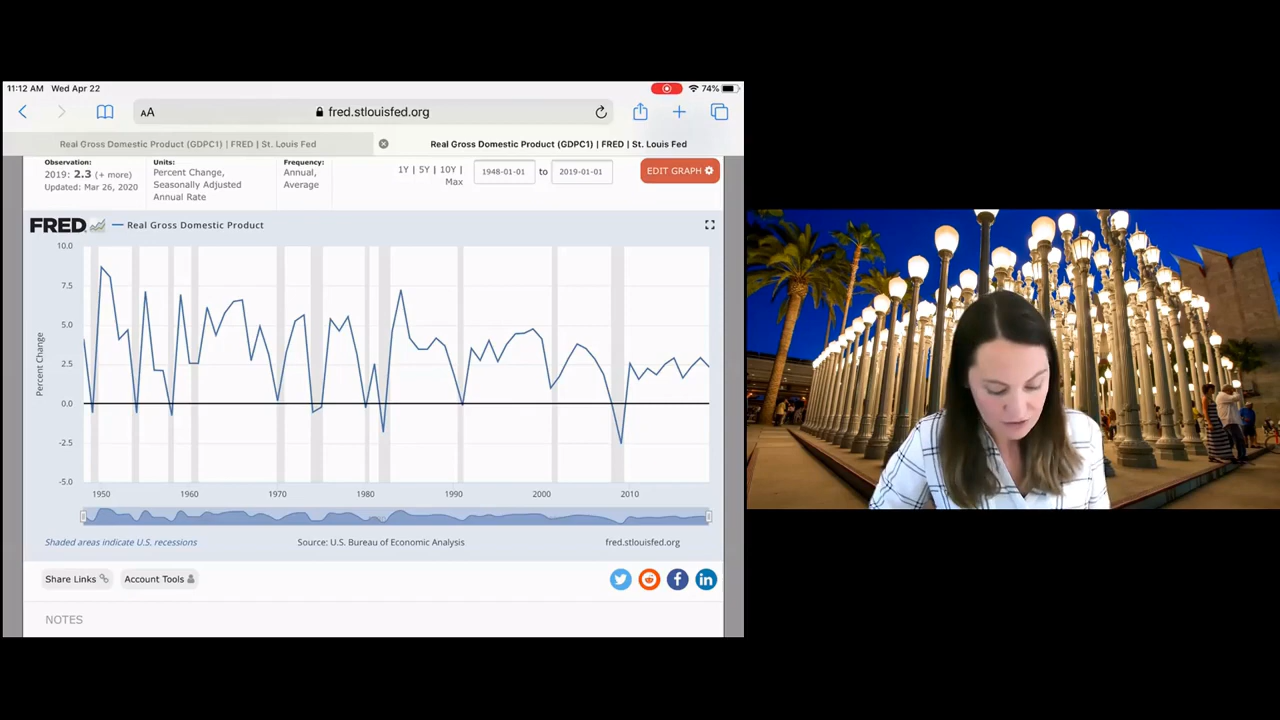 11:12 AM Wed Apr 22
74%
AA
fred.stlouisfed.org
Real Gross Domestic Product (GDPC1) | FRED | St. Louis Fed
Real Gross Domestic Product (GDPC1) | FRED | St. Louis Fed
Observation:
2019: 2.3 (+ more)
Updated: Mar 26, 2020
Units:
Percent Change,
Seasonally Adjusted
Annual Rate
Frequency:
Annual,
Average
1Y | 5Y | 10Y |
Max
1948-01-01 to 2019-01-01
EDIT GRAPH
FRED
Real Gross Domestic Product
Percent Change
10.0
7.5
5.0
2.5
0.0
-2.5
-5.0
1950 1960 1970 1980 1990 2000 2010
Shaded areas indicate U.S. recessions
Source: U.S. Bureau of Economic Analysis
fred.stlouisfed.org
Share Links
Account Tools
NOTES